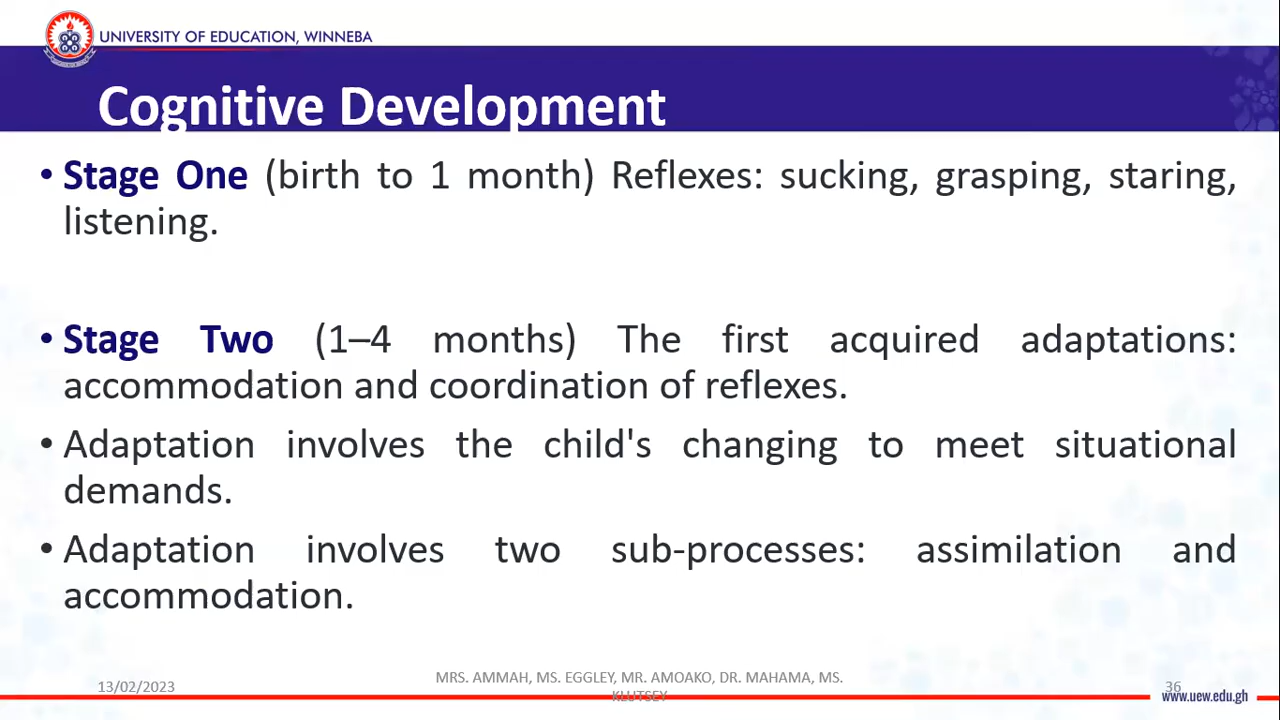 UNIVERSITY OF EDUCATION, WINNEBA
Cognitive Development
• Stage One (birth to 1 month) Reflexes: sucking, grasping, staring,
listening.
• Stage Two (1–4 months) The first acquired adaptations:
accommodation and coordination of reflexes.
• Adaptation involves the child's changing to meet situational
demands.
• Adaptation involves two sub-processes: assimilation and
accommodation.
13/02/2023
MRS. AMMAH, MS. EGGLEY, MR. AMOAKO, DR. MAHAMA, MS.
KLUTSEY
36
www.uew.edu.gh